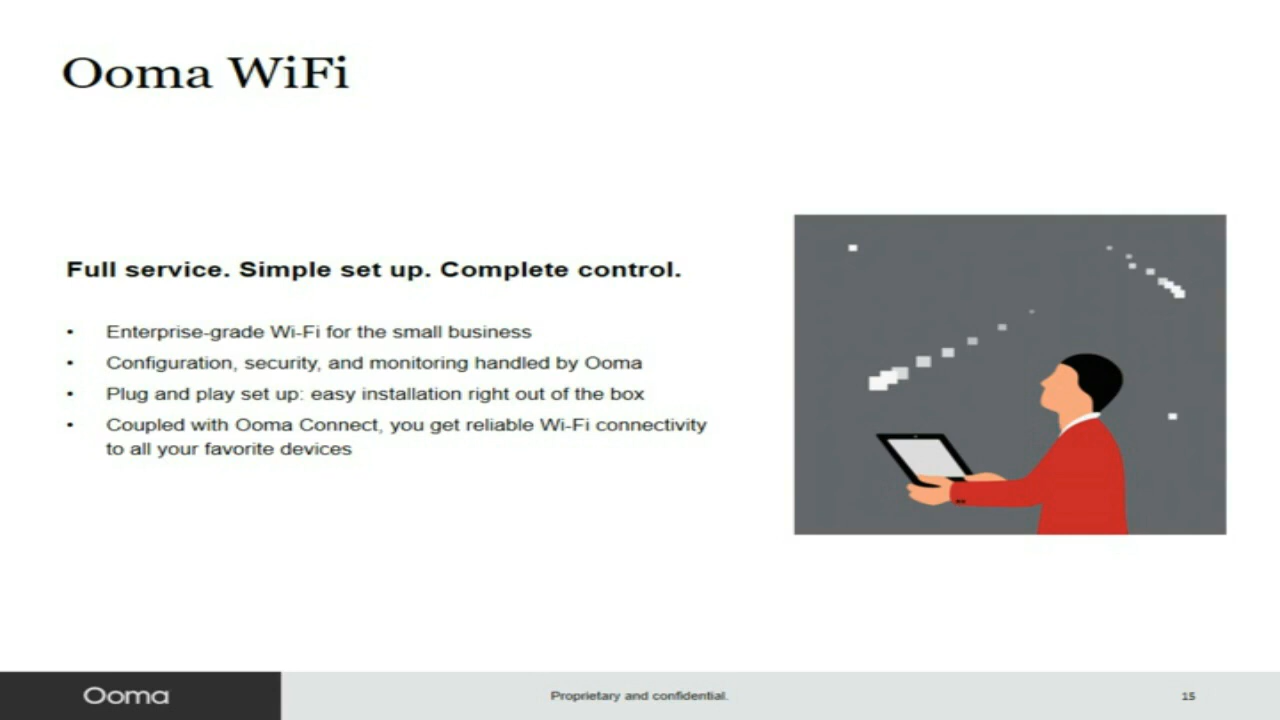 Ooma WiFi
Full service. Simple set up. Complete control.
• Enterprise-grade Wi-Fi for the small business
• Configuration, security, and monitoring handled by Ooma
• Plug and play set up: easy installation right out of the box
• Coupled with Ooma Connect, you get reliable Wi-Fi connectivity
to all your favorite devices
Ooma
Proprietary and confidential.
15